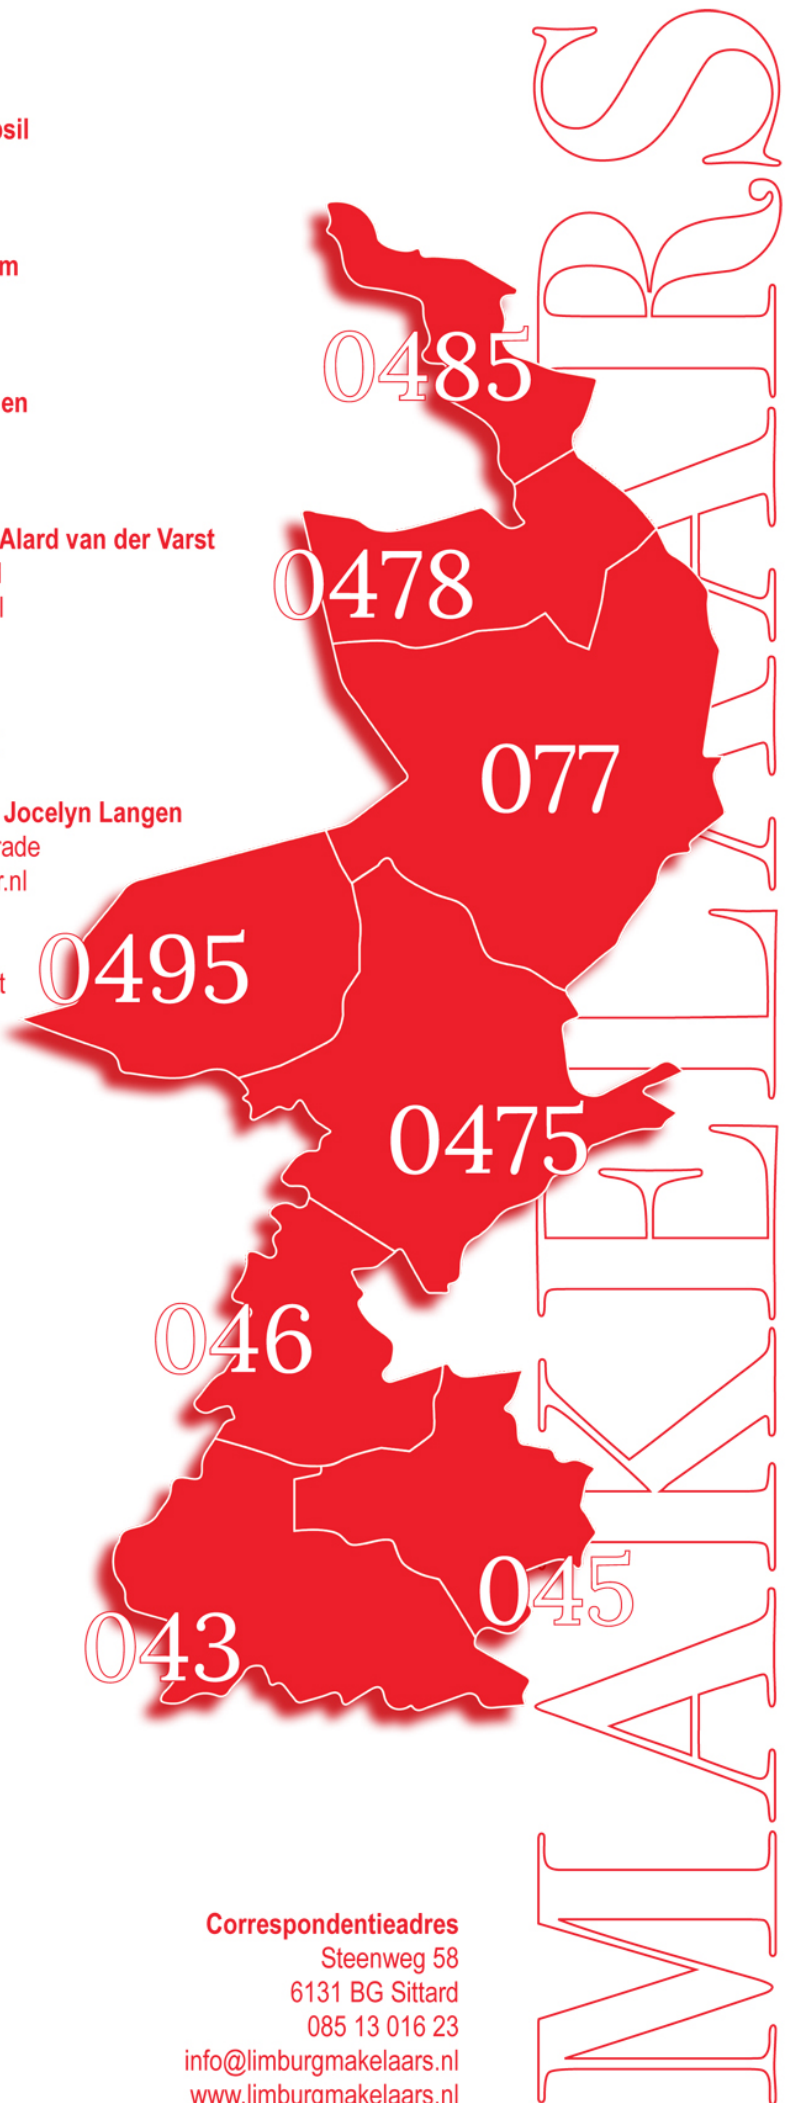 Alard van der Varst
Jocelyn Langen
0485
0478
077
0495
0475
046
045
043
MAKELAARS
Correspondentieadres
Steenweg 58
6131 BG Sittard
085 13 016 23
info@limburgmakelaars.nl
www.limburgmakelaars.nl